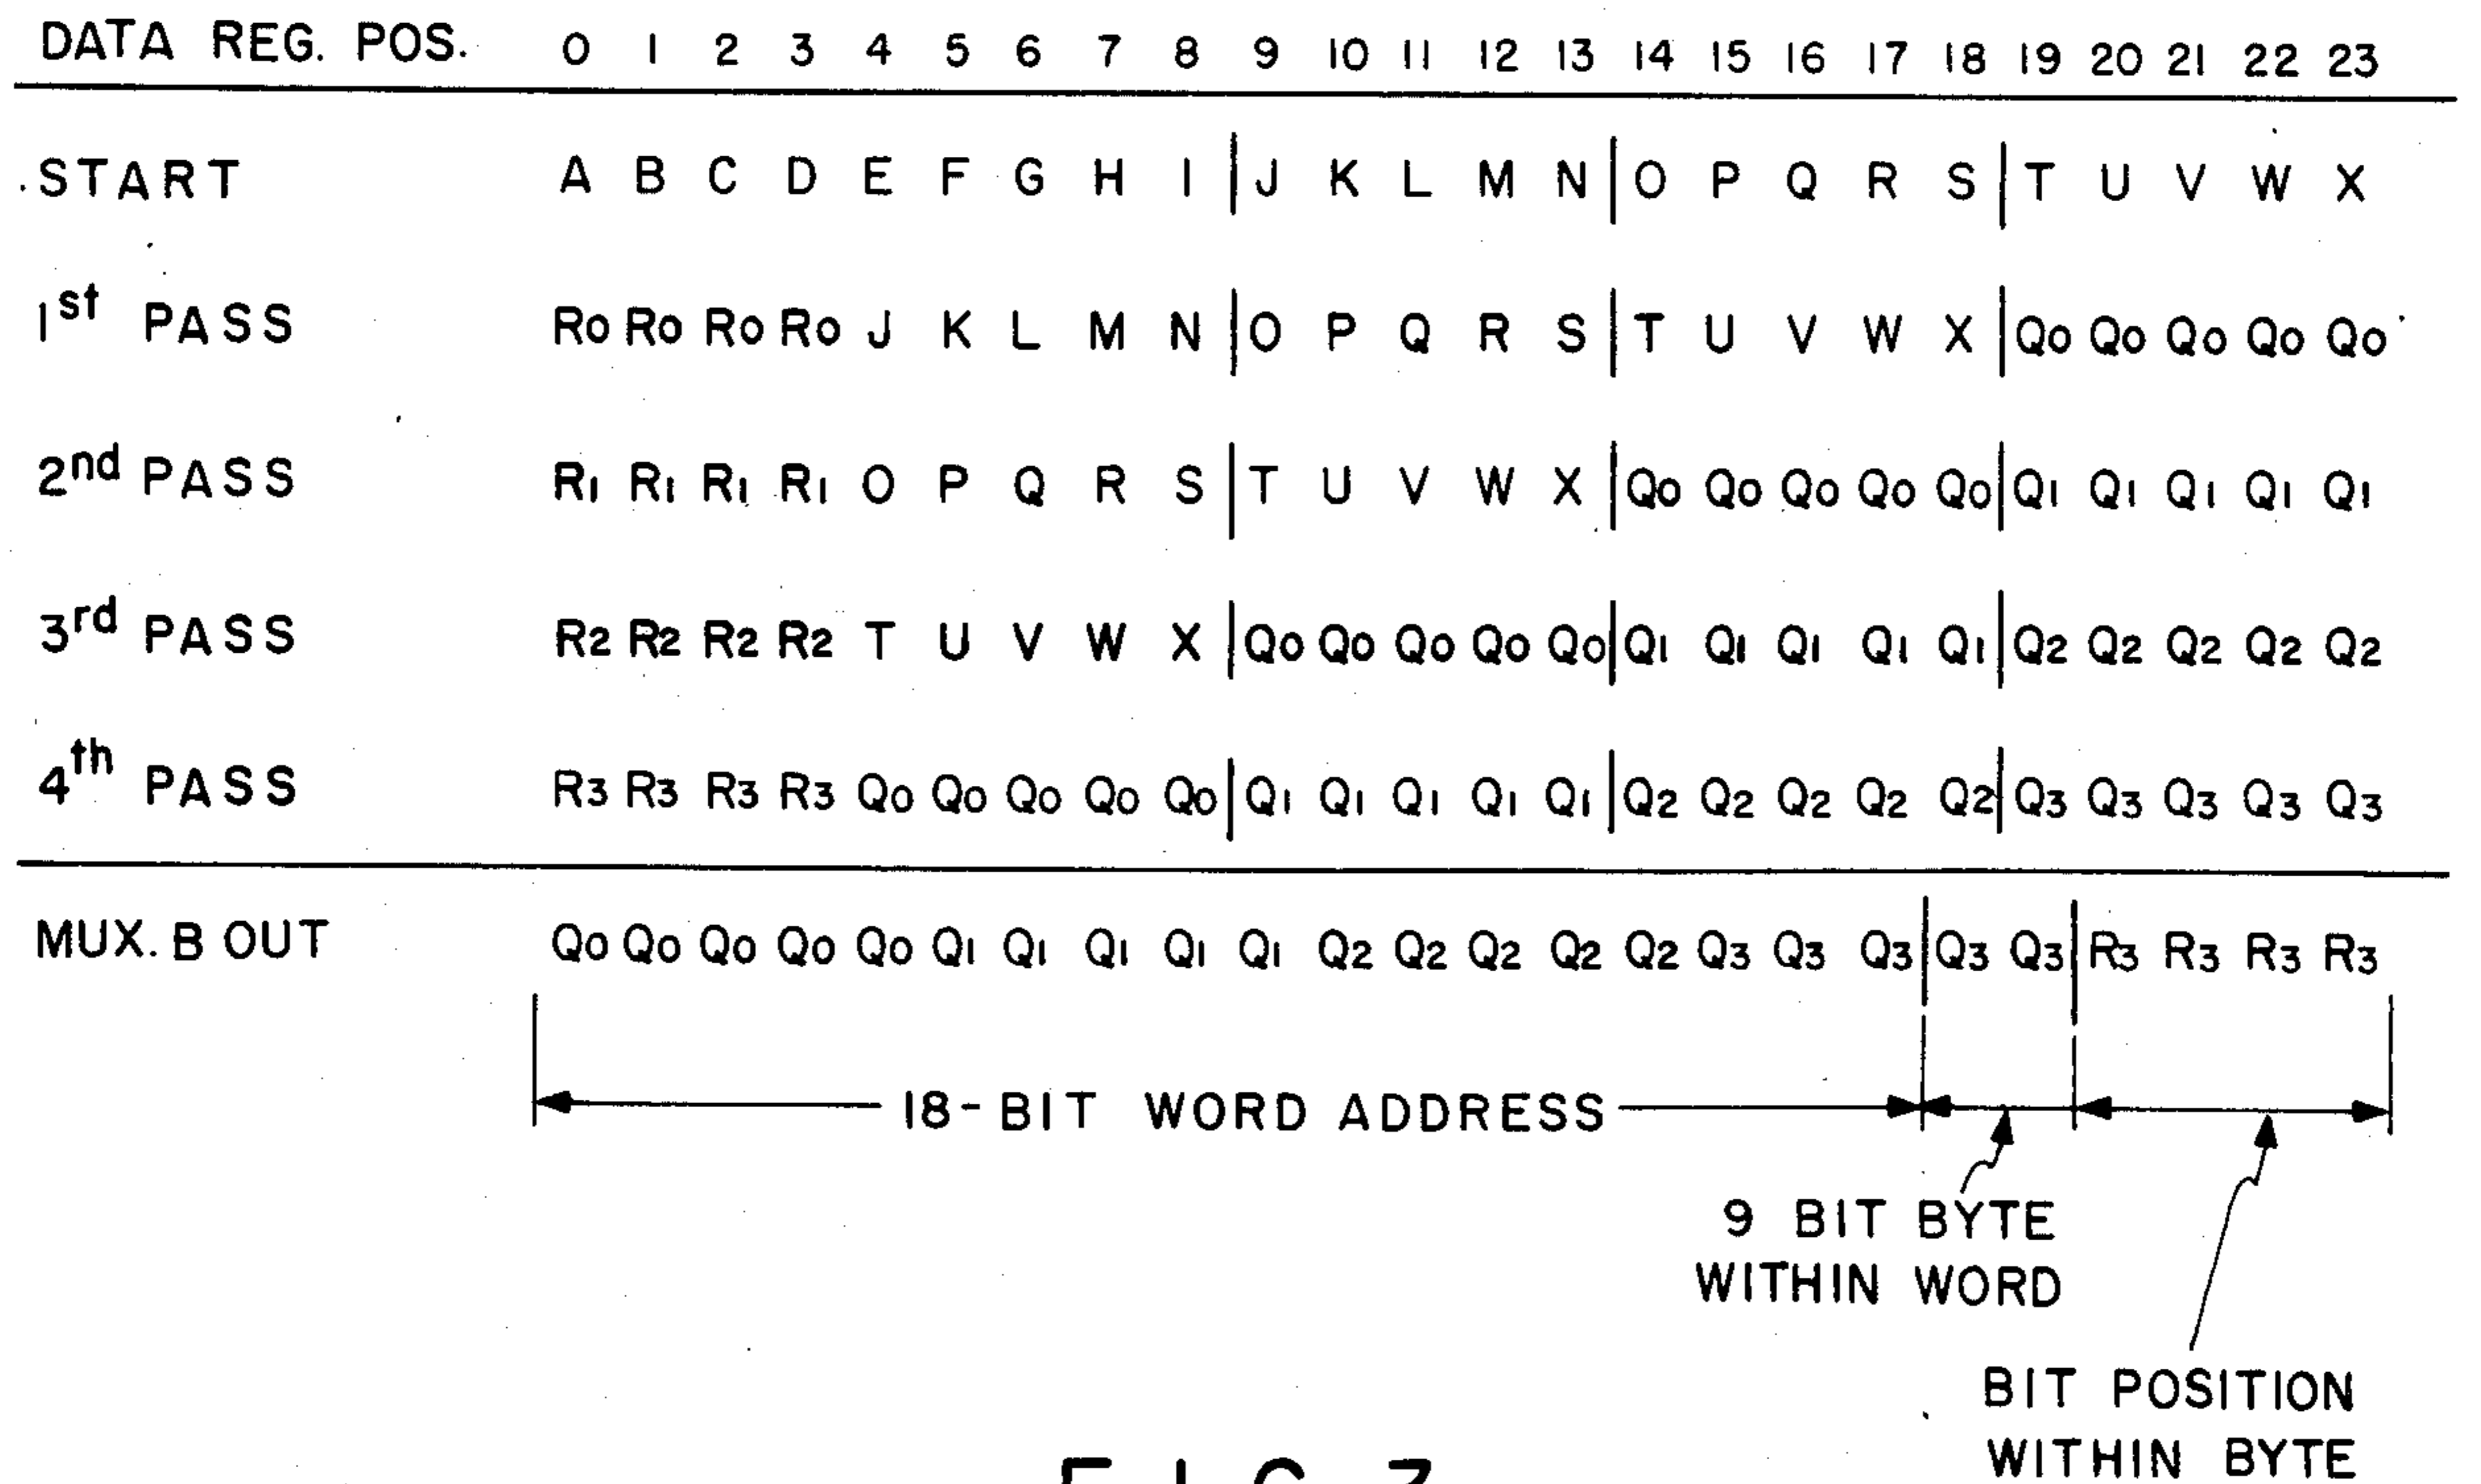 DATA REG. POS. 0 1 2 3 4 5 6 7 8 9 10 11 12 13 14 15 16 17 18 19 20 21 22 23
START A B C D E F G H I J K L M N O P Q R S T U V W X
1st PASS R0 R0 R0 R0 J K L M N O P Q R S T U V W X Q0 Q0 Q0 Q0 Q0
2nd PASS R1 R1 R1 R1 O P Q R S T U V W X Q0 Q0 Q0 Q0 Q0 Q1 Q1 Q1 Q1 Q1
3rd PASS R2 R2 R2 R2 T U V W X Q0 Q0 Q0 Q0 Q0 Q1 Q1 Q1 Q1 Q1 Q2 Q2 Q2 Q2 Q2
4th PASS R3 R3 R3 R3 Q0 Q0 Q0 Q0 Q0 Q1 Q1 Q1 Q1 Q1 Q2 Q2 Q2 Q2 Q2 Q3 Q3 Q3 Q3 Q3
MUX. B OUT Q0 Q0 Q0 Q0 Q0 Q1 Q1 Q1 Q1 Q1 Q2 Q2 Q2 Q2 Q2 Q3 Q3 Q3 Q3 Q3 R3 R3 R3 R3
18-BIT WORD ADDRESS
9 BIT BYTE
WITHIN WORD
BIT POSITION
WITHIN BYTE